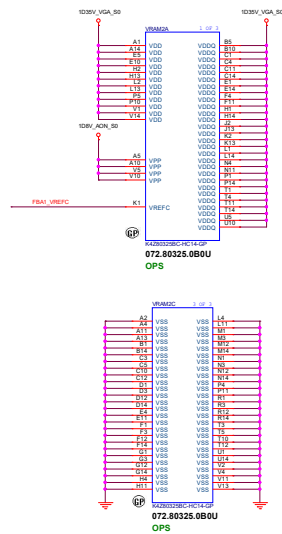 1D35V_VGA_S0
1D35V_VGA_S0
VRAM2A
1 OF 3
A1 VDD VDDQ B5
A14 VDD VDDQ B10
E5 VDD VDDQ C1
E10 VDD VDDQ C4
H2 VDD VDDQ C11
H13 VDD VDDQ C14
L2 VDD VDDQ E1
L13 VDD VDDQ E14
P5 VDD VDDQ F4
P10 VDD VDDQ F11
V1 VDD VDDQ H1
V14 VDD VDDQ H14
VDDQ J2
1D8V_AON_S0
VDDQ J13
VDDQ K2
VDDQ K13
VDDQ L1
A5 VPP VDDQ L14
A10 VPP VDDQ N4
V5 VPP VDDQ N11
V10 VPP VDDQ P1
VDDQ P14
VDDQ T1
FBA1_VREFC K1 VREFC VDDQ T4
VDDQ T11
VDDQ T14
VDDQ U5
VDDQ U10
GP
K4Z80325BC-HC14-GP
072.80325.0B0U
OPS
VRAM2C
3 OF 3
A2 VSS VSS L4
A4 VSS VSS L11
A11 VSS VSS M1
A13 VSS VSS M3
B1 VSS VSS M12
B14 VSS VSS M14
C3 VSS VSS N1
C5 VSS VSS N3
C10 VSS VSS N12
C12 VSS VSS N14
D1 VSS VSS P4
D3 VSS VSS P11
D12 VSS VSS R1
D14 VSS VSS R3
E4 VSS VSS R12
E11 VSS VSS R14
F1 VSS VSS T3
F3 VSS VSS T5
F12 VSS VSS T10
F14 VSS VSS T12
G1 VSS VSS U1
G3 VSS VSS U14
G12 VSS VSS V2
G14 VSS VSS V4
H4 VSS VSS V11
H11 VSS VSS V13
GP
K4Z80325BC-HC14-GP
072.80325.0B0U
OPS